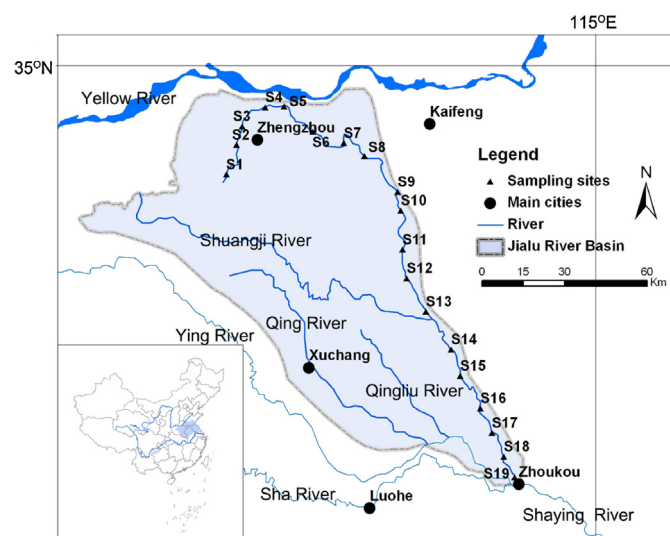 115°E
35°N
Yellow River
S4
S5
Kaifeng
S3
Zhengzhou
S2
S6
S7
S8
S1
Legend
Sampling sites
Main cities
River
Jialu River Basin
N
0 15 30 60
Km
S9
S10
Shuangji River
S11
S12
S13
Qing River
Ying River
S14
Xuchang
S15
Qingliu River
S16
S17
S18
S19
Zhoukou
Sha River
Luohe
Shaying River